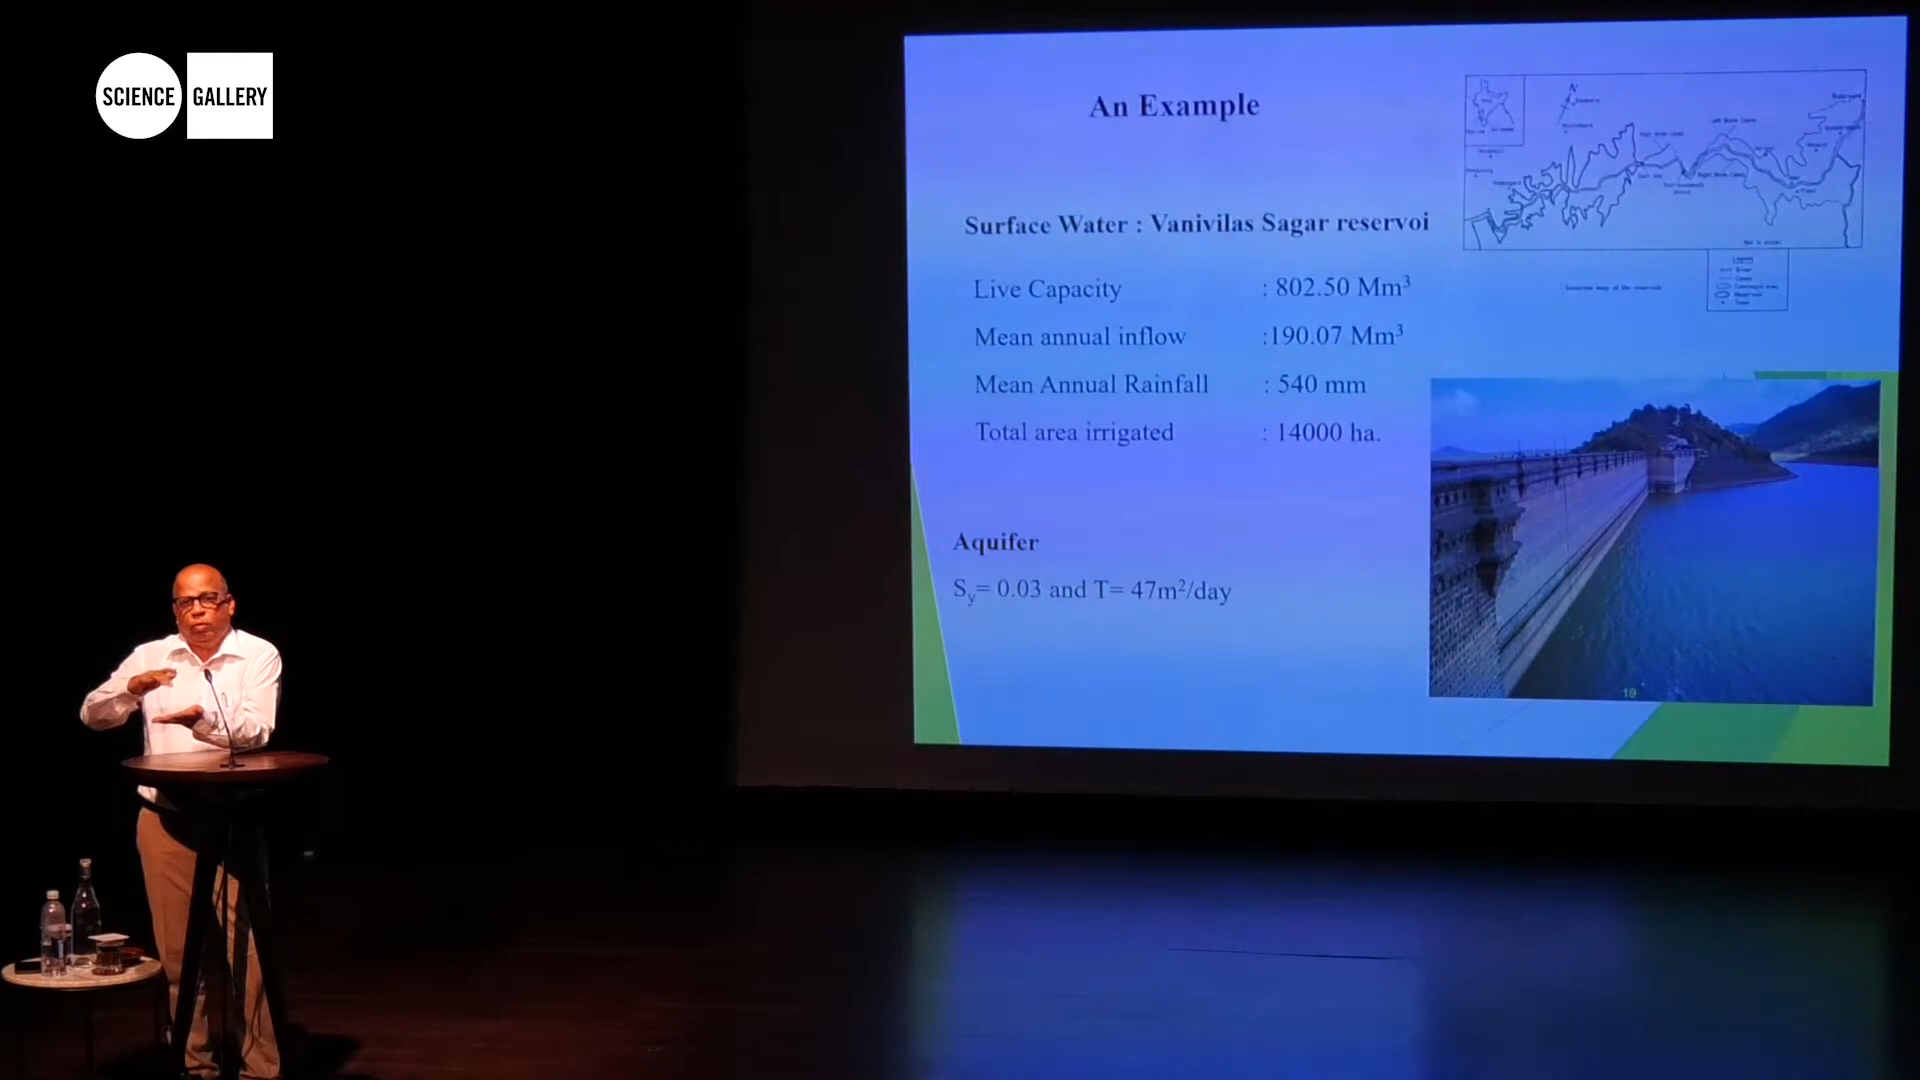 SCIENCE GALLERY
An Example
Surface Water : Vanivilas Sagar reservoi
Live Capacity : 802.50 Mm³
Mean annual inflow :190.07 Mm³
Mean Annual Rainfall : 540 mm
Total area irrigated : 14000 ha.
Aquifer
Sy= 0.03 and T= 47m²/day
N
19